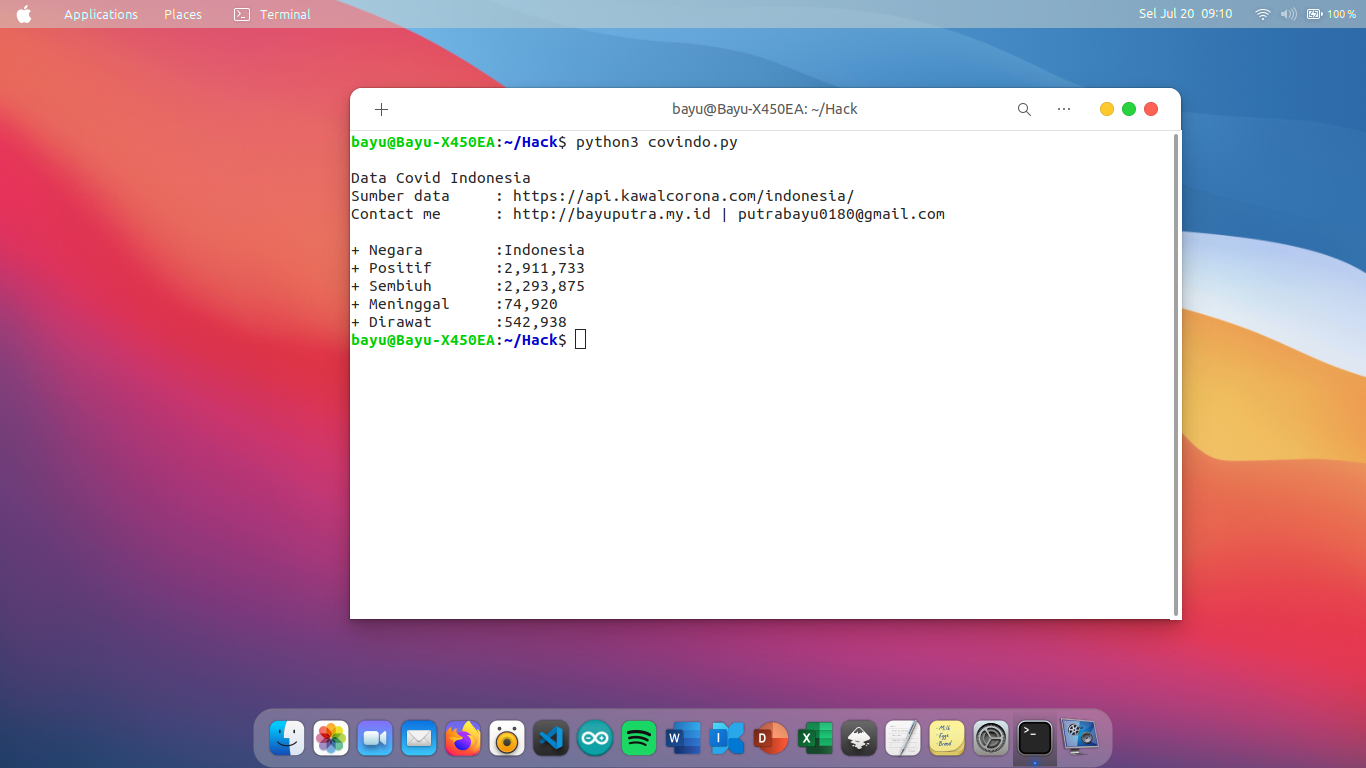 Applications Places Terminal Sel Jul 20 09:10 100 %
bayu@Bayu-X450EA: ~/Hack
bayu@Bayu-X450EA:~/Hack$ python3 covindo.py
Data Covid Indonesia
Sumber data : https://api.kawalcorona.com/indonesia/
Contact me : http://bayuputra.my.id | putrabayu0180@gmail.com
+ Negara :Indonesia
+ Positif :2,911,733
+ Sembiuh :2,293,875
+ Meninggal :74,920
+ Dirawat :542,938
bayu@Bayu-X450EA:~/Hack$
W I D X
Milk
Eggs
Bread
>_